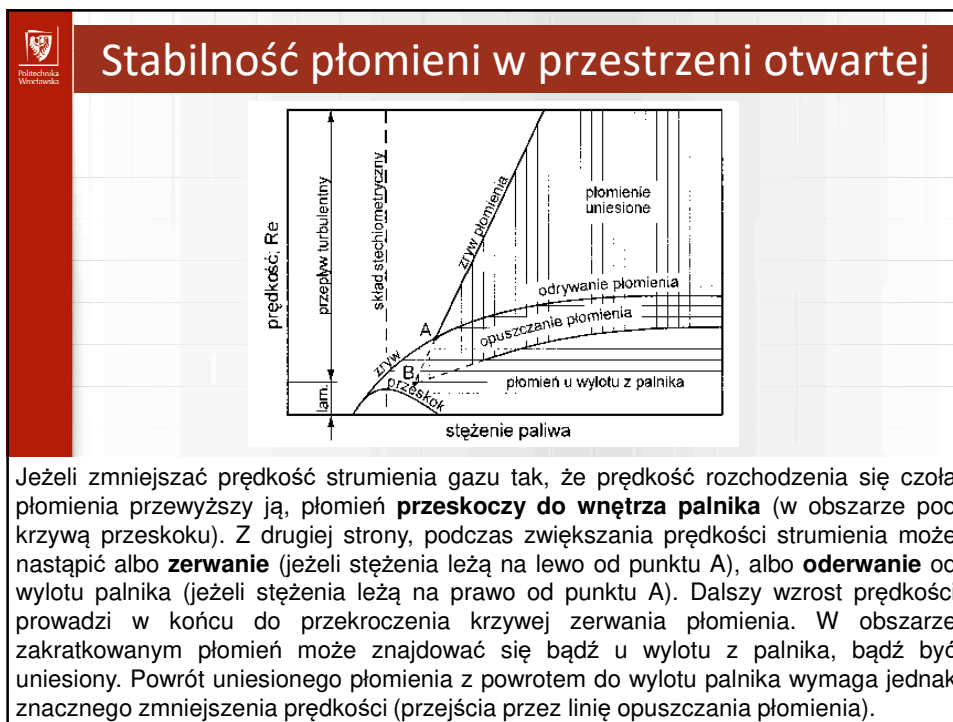 Politechnika
Wrocławska
Stabilność płomieni w przestrzeni otwartej
prędkość; Re
przepływ turbulentny
lam.
skład stechiometryczny
zryw płomienia
płomienie
uniesione
odrywanie płomienia
opuszczanie płomienia
A
zryw
B
przeskok
płomień u wylotu z palnika
stężenie paliwa
Jeżeli zmniejszać prędkość strumienia gazu tak, że prędkość rozchodzenia się czoła
płomienia przewyższy ją, płomień przeskoczy do wnętrza palnika (w obszarze pod
krzywą przeskoku). Z drugiej strony, podczas zwiększania prędkości strumienia może
nastąpić albo zerwanie (jeżeli stężenia leżą na lewo od punktu A), albo oderwanie od
wylotu palnika (jeżeli stężenia leżą na prawo od punktu A). Dalszy wzrost prędkości
prowadzi w końcu do przekroczenia krzywej zerwania płomienia. W obszarze
zakratkowanym płomień może znajdować się bądź u wylotu z palnika, bądź być
uniesiony. Powrót uniesionego płomienia z powrotem do wylotu palnika wymaga jednak
znacznego zmniejszenia prędkości (przejścia przez linię opuszczania płomienia).